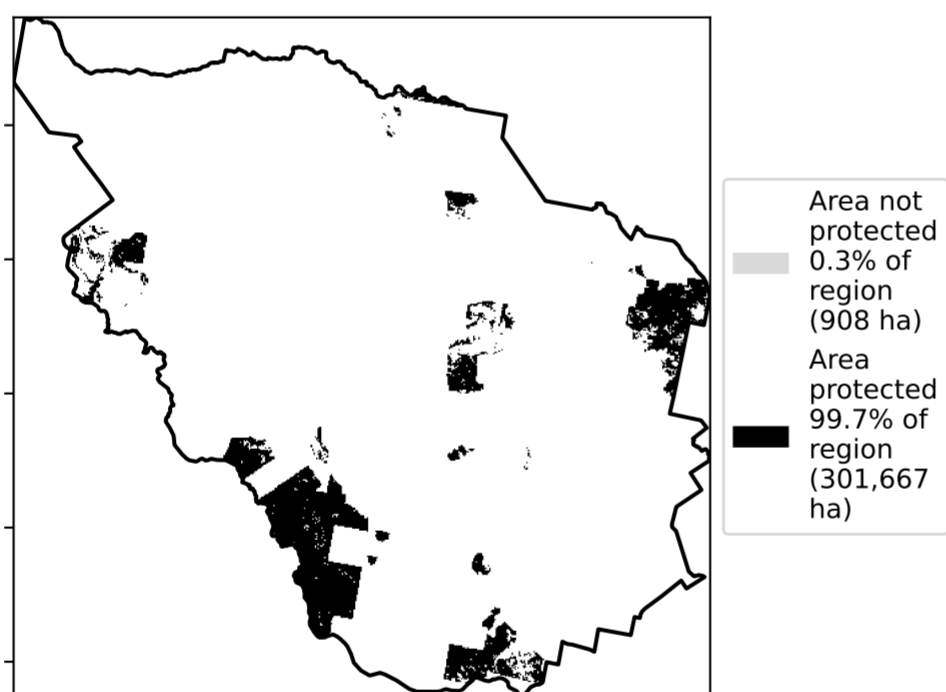 Area not
protected
0.3% of
region
(908 ha)
Area
protected
99.7% of
region
(301,667
ha)